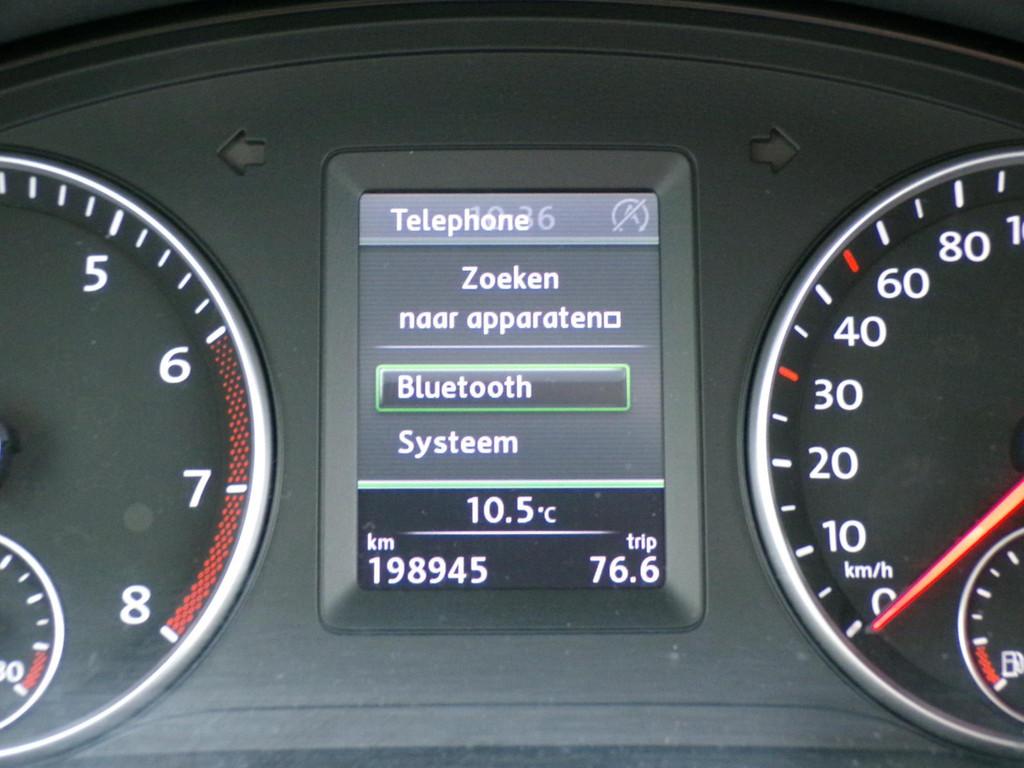 Telephone
Zoeken
naar apparaten□
Bluetooth
Systeem
10.5°C
km
trip
198945
76.6
5
6
7
8
80
60
40
30
20
10
km/h
0